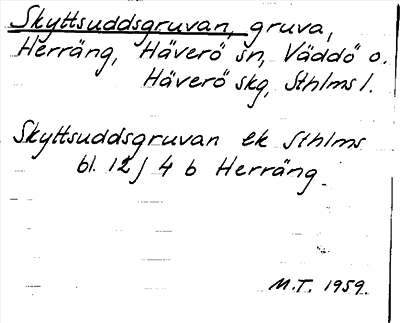 Skyttsuddsgruvan, gruva,
Herräng, Häverö sn, Väddö o.
Häverö skg, Sthlms l.
Skyttsuddsgruvan ek Sthlms
bl. 12 j 4 b Herräng
M.T. 1959.